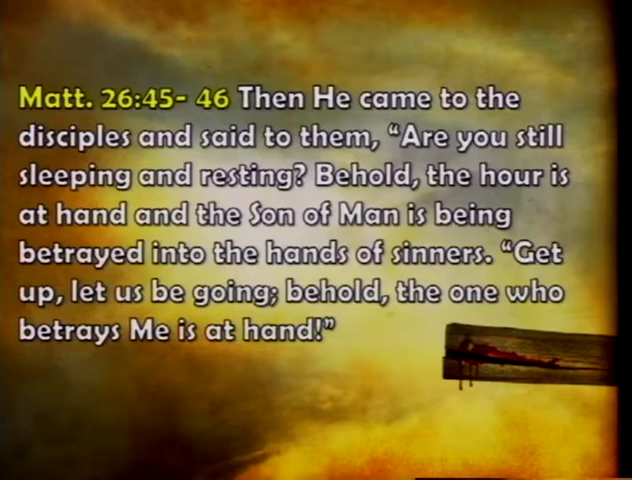 Matt. 26:45- 46 Then He came to the
disciples and said to them, “Are you still
sleeping and resting? Behold, the hour is
at hand and the Son of Man is being
betrayed into the hands of sinners. “Get
up, let us be going; behold, the one who
betrays Me is at hand!”